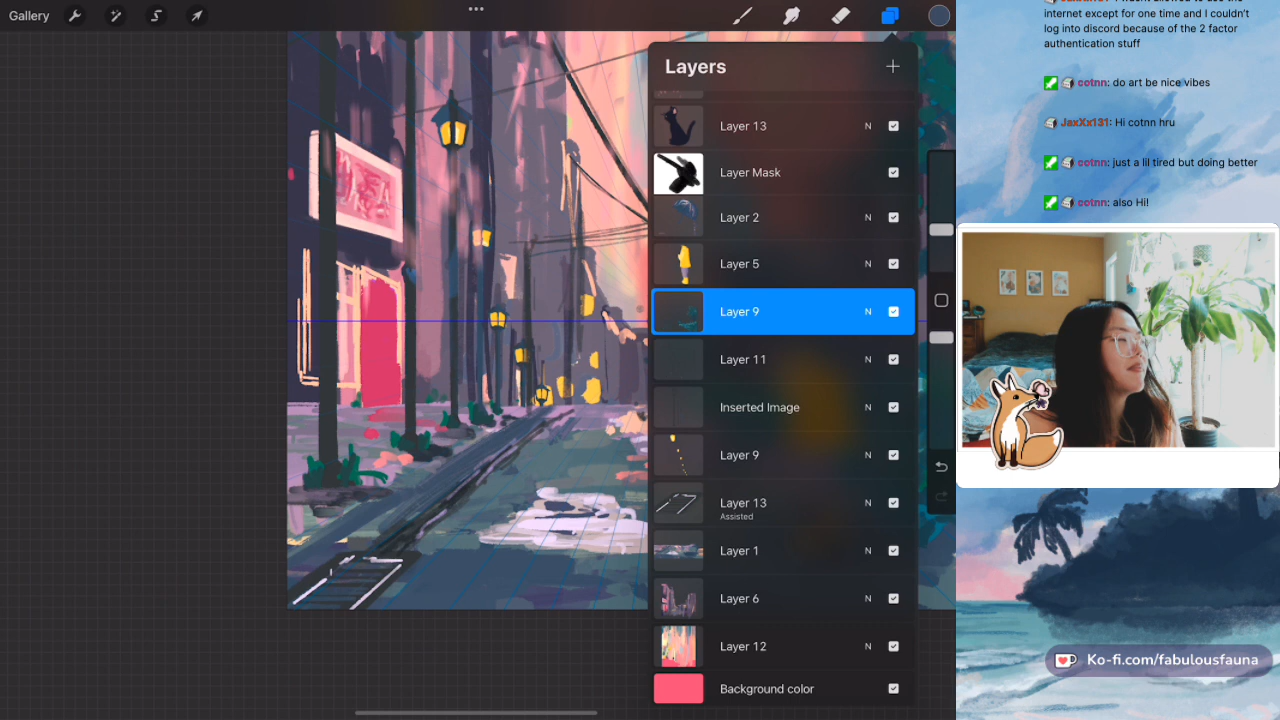 Gallery
Layers
Layer 13 N
Layer Mask
Layer 2 N
Layer 5 N
Layer 9 N
Layer 11 N
Inserted Image N
Layer 9 N
Layer 13 N
Assisted
Layer 1 N
Layer 6 N
Layer 12 N
Background color
internet except for one time and I couldn't
log into discord because of the 2 factor
authentication stuff
cotnn: do art be nice vibes
JaxXx131: Hi cotnn hru
cotnn: just a lil tired but doing better
cotnn: also Hi!
Ko-fi.com/fabulousfauna